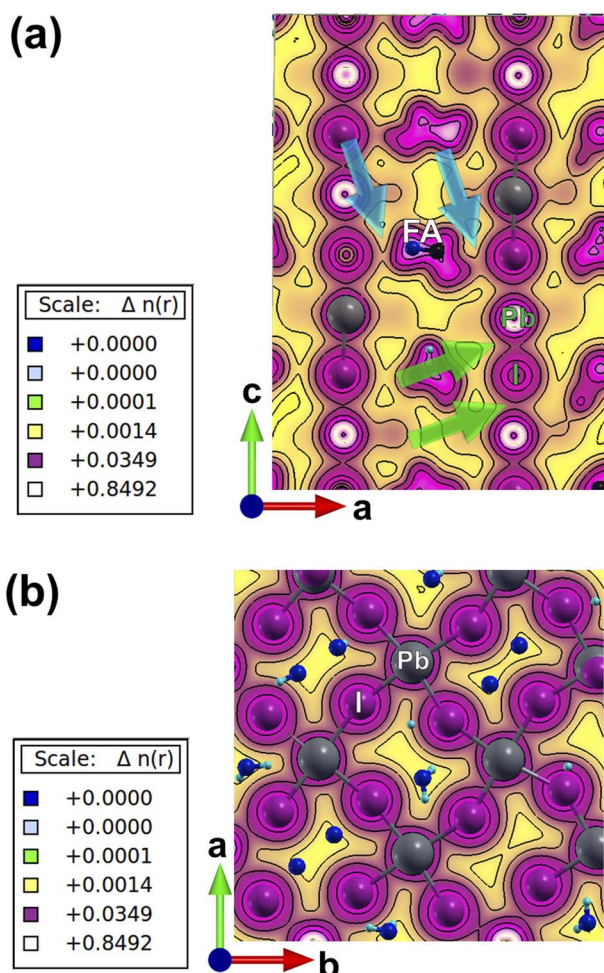 (a)
FA
Pb
I
Scale: Δ n(r)
+0.0000
+0.0000
+0.0001
+0.0014
+0.0349
+0.8492
c
a
(b)
Pb
I
Scale: Δ n(r)
+0.0000
+0.0000
+0.0001
+0.0014
+0.0349
+0.8492
a
b